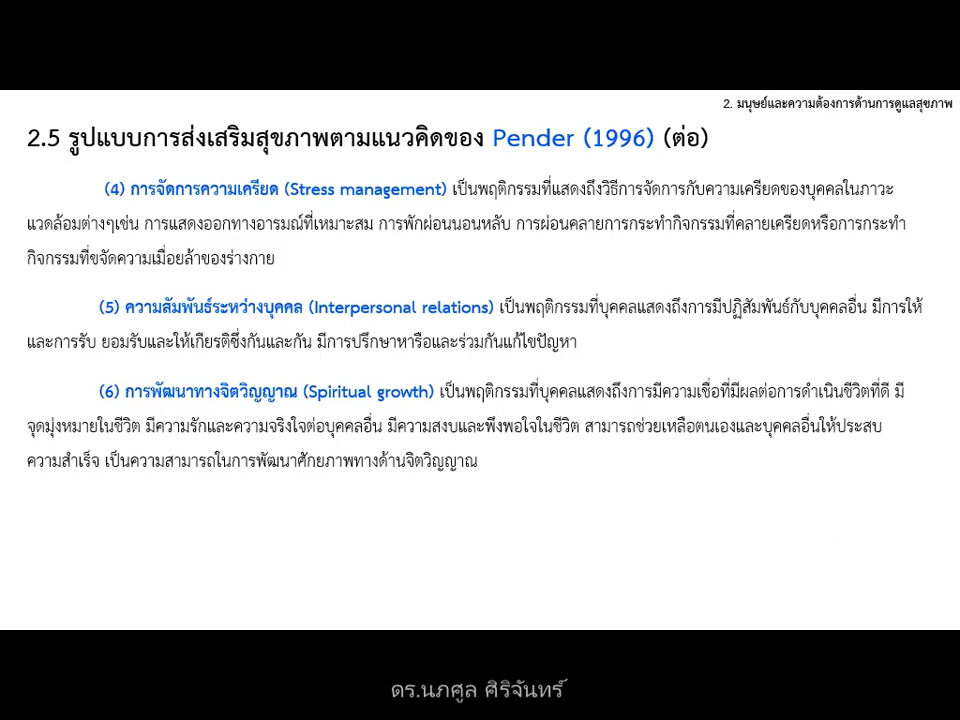 2. มนุษย์และความต้องการด้านการดูแลสุขภาพ
2.5 รูปแบบการส่งเสริมสุขภาพตามแนวคิดของ Pender (1996) (ต่อ)
(4) การจัดการความเครียด (Stress management) เป็นพฤติกรรมที่แสดงถึงวิธีการจัดการกับความเครียดของบุคคลในภาวะ
แวดล้อมต่างๆเช่น การแสดงออกทางอารมณ์ที่เหมาะสม การพักผ่อนนอนหลับ การผ่อนคลายการกระทำกิจกรรมที่คลายเครียดหรือการกระทำ
กิจกรรมที่ขจัดความเมื่อยล้าของร่างกาย
(5) ความสัมพันธ์ระหว่างบุคคล (Interpersonal relations) เป็นพฤติกรรมที่บุคคลแสดงถึงการมีปฏิสัมพันธ์กับบุคคลอื่น มีการให้
และการรับ ยอมรับและให้เกียรติซึ่งกันและกัน มีการปรึกษาหารือและร่วมกันแก้ไขปัญหา
(6) การพัฒนาทางจิตวิญญาณ (Spiritual growth) เป็นพฤติกรรมที่บุคคลแสดงถึงการมีความเชื่อที่มีผลต่อการดำเนินชีวิตที่ดี มี
จุดมุ่งหมายในชีวิต มีความรักและความจริงใจต่อบุคคลอื่น มีความสงบและพึงพอใจในชีวิต สามารถช่วยเหลือตนเองและบุคคลอื่นให้ประสบ
ความสำเร็จ เป็นความสามารถในการพัฒนาศักยภาพทางด้านจิตวิญญาณ
ดร.นภศูล ศิริจันทร์